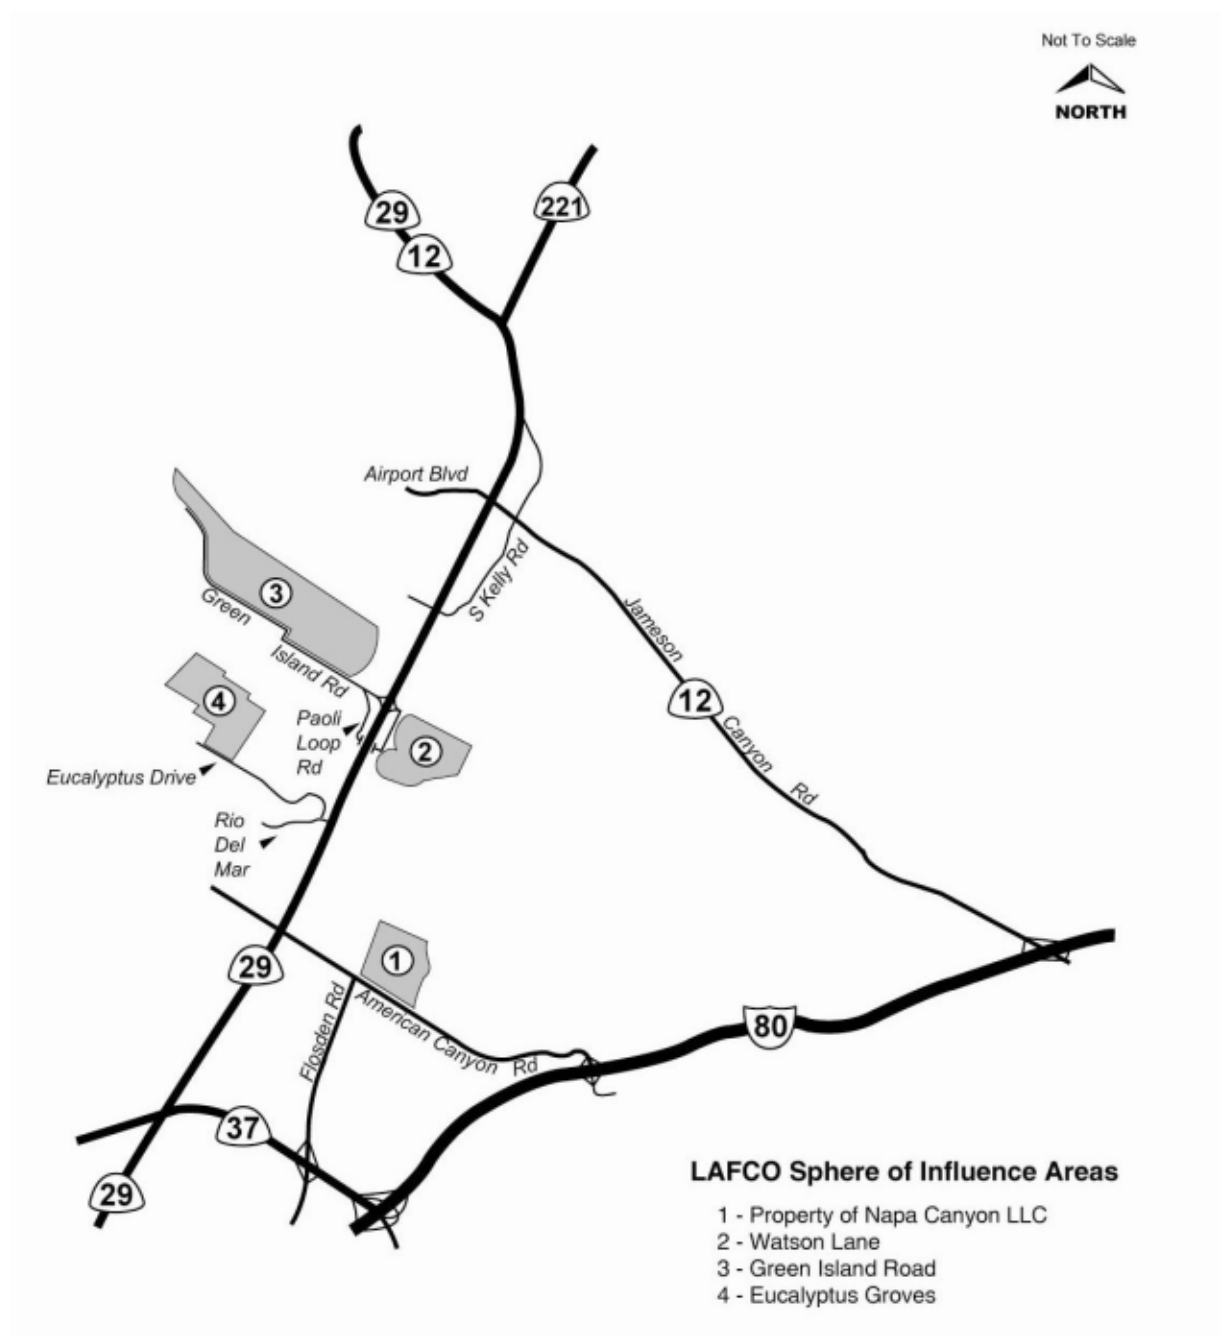 Not To Scale
NORTH
29
221
12
Airport Blvd
S Kelly Rd
3
Green
Island Rd
Jameson
12
Canyon
Rd
4
Paoli
Loop
Rd
2
Eucalyptus Drive
Rio
Del
Mar
1
29
Flosden Rd
American Canyon Rd
80
37
29
LAFCO Sphere of Influence Areas
1 - Property of Napa Canyon LLC
2 - Watson Lane
3 - Green Island Road
4 - Eucalyptus Groves